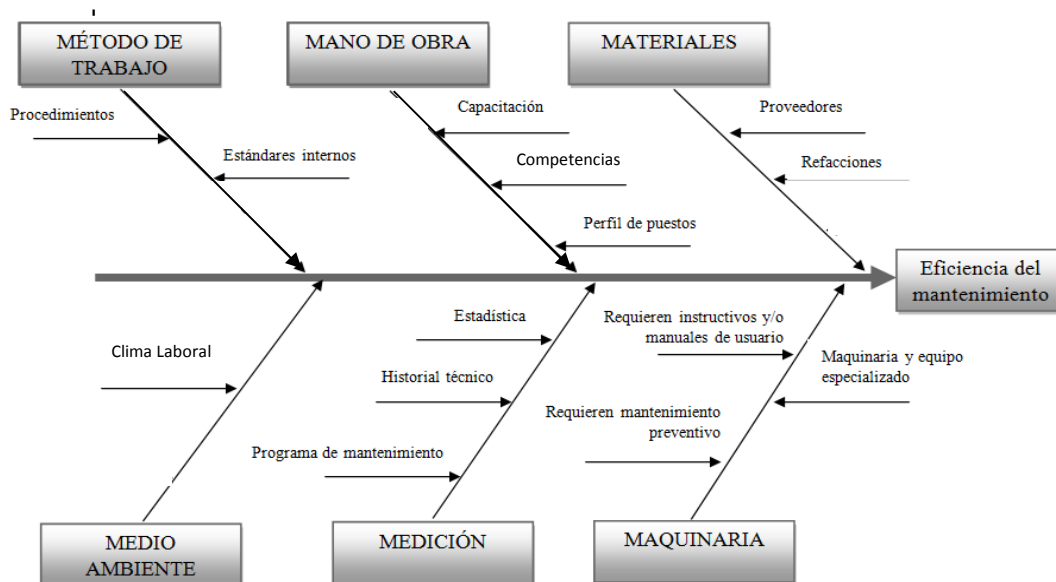 MÉTODO DE
TRABAJO
MANO DE OBRA
MATERIALES
Procedimientos
Estándares internos
Capacitación
Competencias
Perfil de puestos
Proveedores
Refacciones
Eficiencia del
mantenimiento
Clima Laboral
Estadística
Historial técnico
Programa de mantenimiento
Requieren instructivos y/o
manuales de usuario
Maquinaria y equipo
especializado
Requieren mantenimiento
preventivo
MEDIO
AMBIENTE
MEDICIÓN
MAQUINARIA